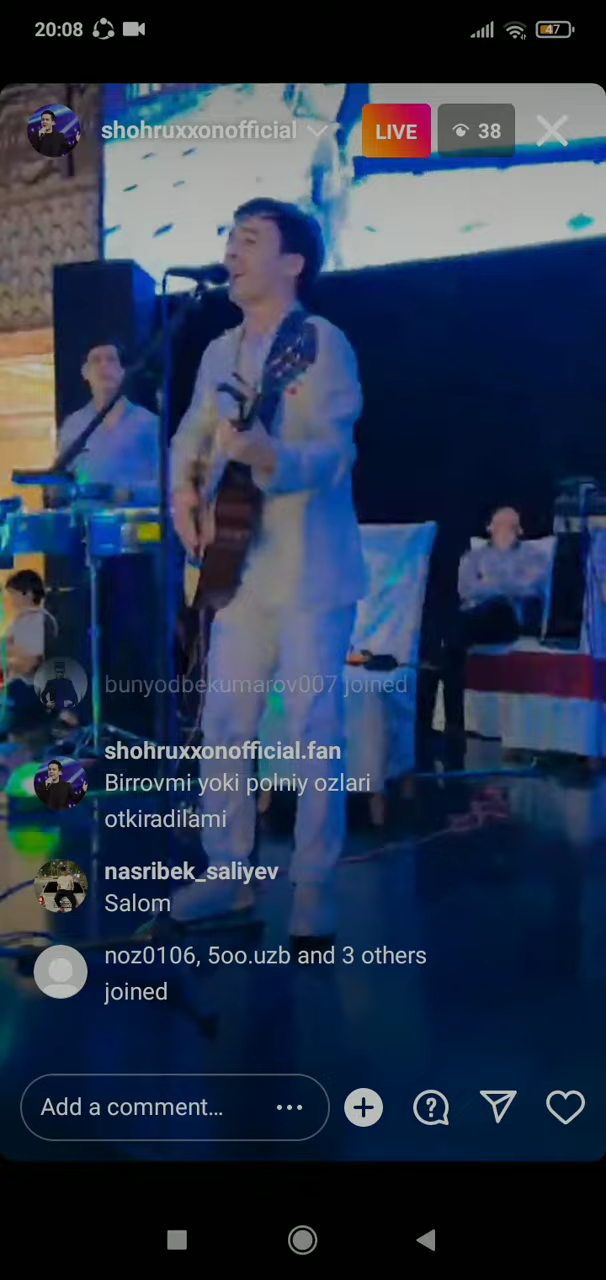 20:08
47
shohruxxonofficial
LIVE
38
bunyodbekumarov007 joined
shohruxxonofficial.fan
Birrovmi yoki polniy ozlari
otkiradilami
nasribek_saliyev
Salom
noz0106, 5oo.uzb and 3 others
joined
Add a comment...